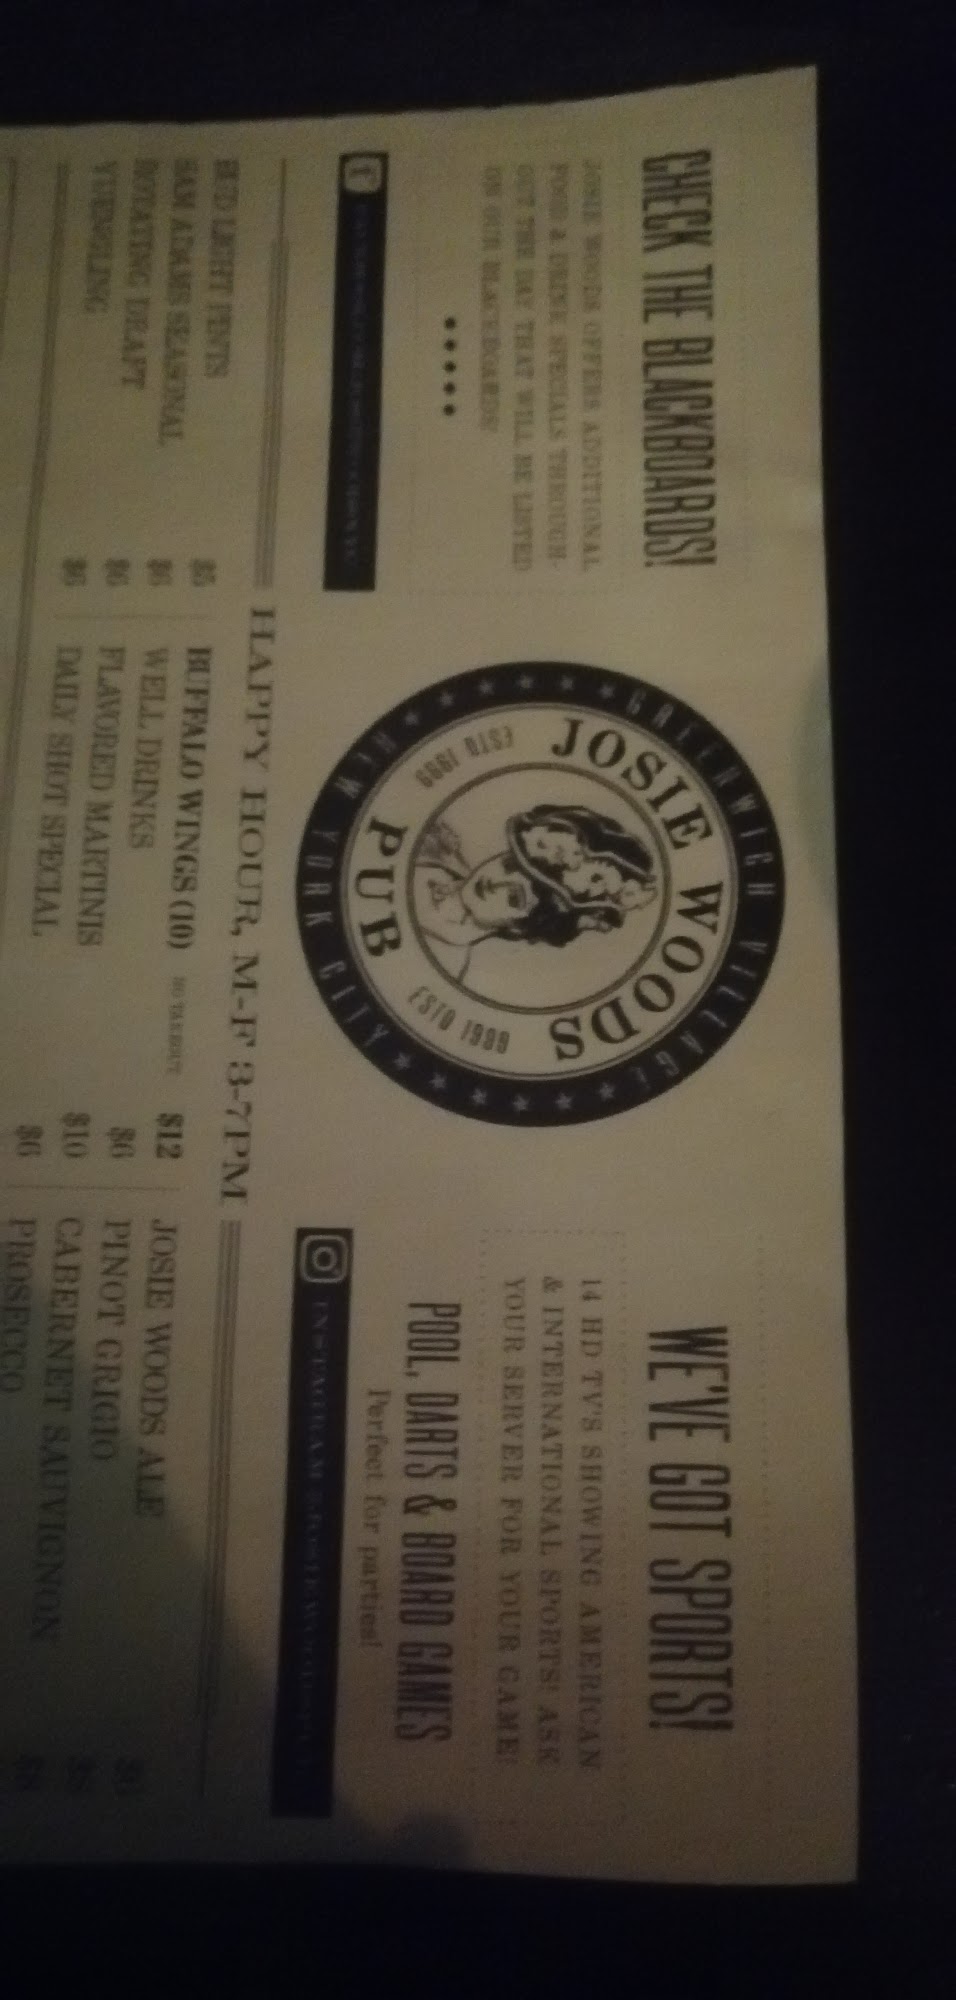 CHECK THE BLACKBOARDS!
JOSIE WOODS OFFERS ADDITIONAL
FOOD & DRINK SPECIALS THROUGH-
OUT THE DAY THAT WILL BE LISTED
ON OUR BLACKBOARDS!
GREENWICH VILLAGE
JOSIE WOODS
ESTD 1999
ESTD 1999
PUB
NEW YORK CITY
WE'VE GOT SPORTS!
14 HD TV'S SHOWING AMERICAN
& INTERNATIONAL SPORTS! ASK
YOUR SERVER FOR YOUR GAME!
POOL, DARTS & BOARD GAMES
Perfect for parties!
INSTAGRAM
HAPPY HOUR, M-F 3-7PM
BUD LIGHT PINTS $5
SAM ADAMS SEASONAL $6
ROTATING DRAFT $6
YUENGLING $6
BUFFALO WINGS (10) NO TAKEOUT $12
WELL DRINKS $6
FLAVORED MARTINIS $10
DAILY SHOT SPECIAL $6
JOSIE WOODS ALE
PINOT GRIGIO
CABERNET SAUVIGNON
PROSECCO